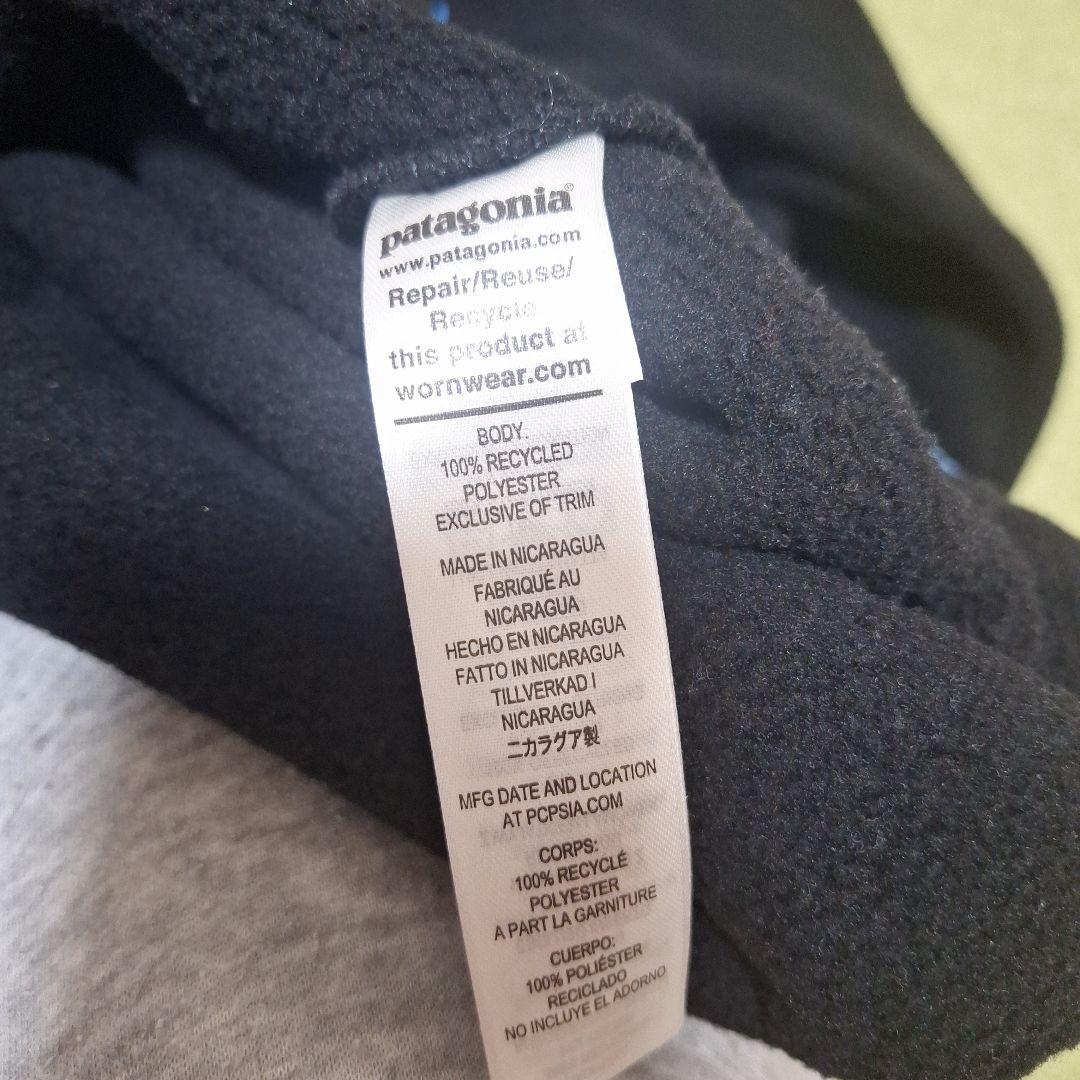 patagonia®
www.patagonia.com
Repair/Reuse/
Recycle
this product at
wornwear.com
BODY:
100% RECYCLED
POLYESTER
EXCLUSIVE OF TRIM
MADE IN NICARAGUA
FABRIQUÉ AU
NICARAGUA
HECHO EN NICARAGUA
FATTO IN NICARAGUA
TILLVERKAD I
NICARAGUA
ニカラグア製
MFG DATE AND LOCATION
AT PCPSIA.COM
CORPS:
100% RECYCLÉ
POLYESTER
A PART LA GARNITURE
CUERPO:
100% POLIÉSTER
RECICLADO
NO INCLUYE EL ADORNO